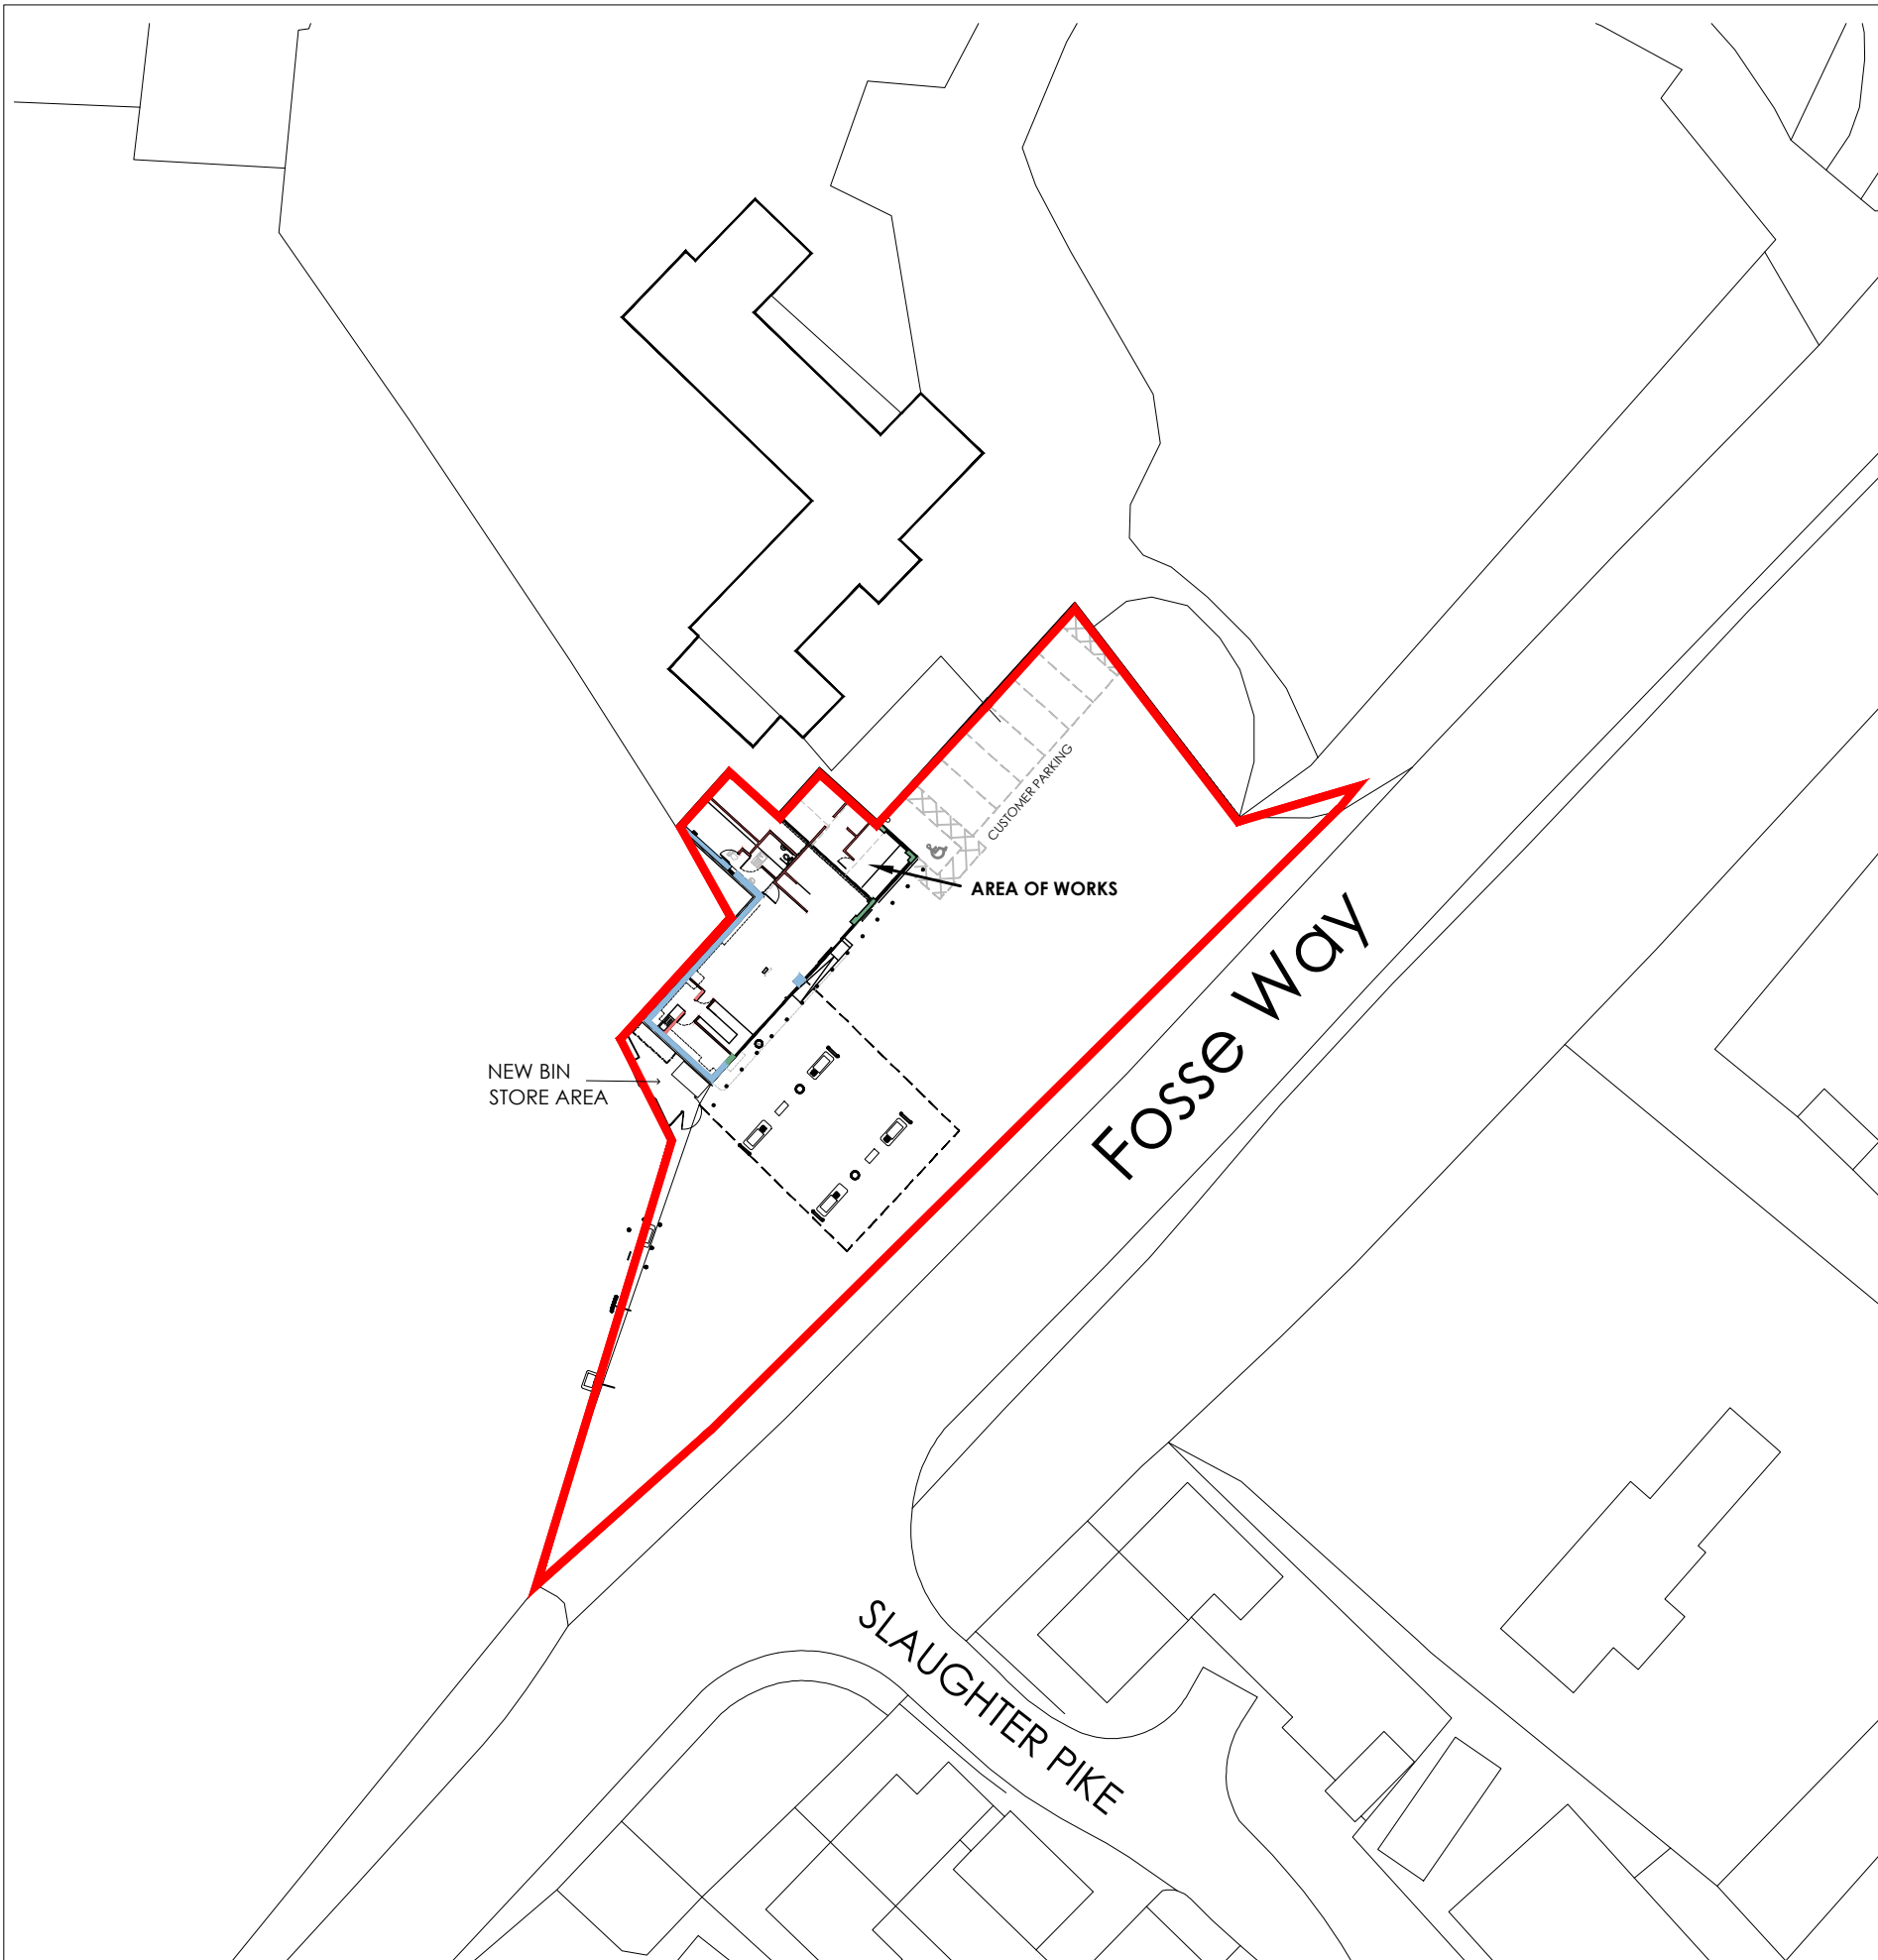 CUSTOMER PARKING
AREA OF WORKS
Fosse Way
NEW BIN
STORE AREA
SLAUGHTER PIKE